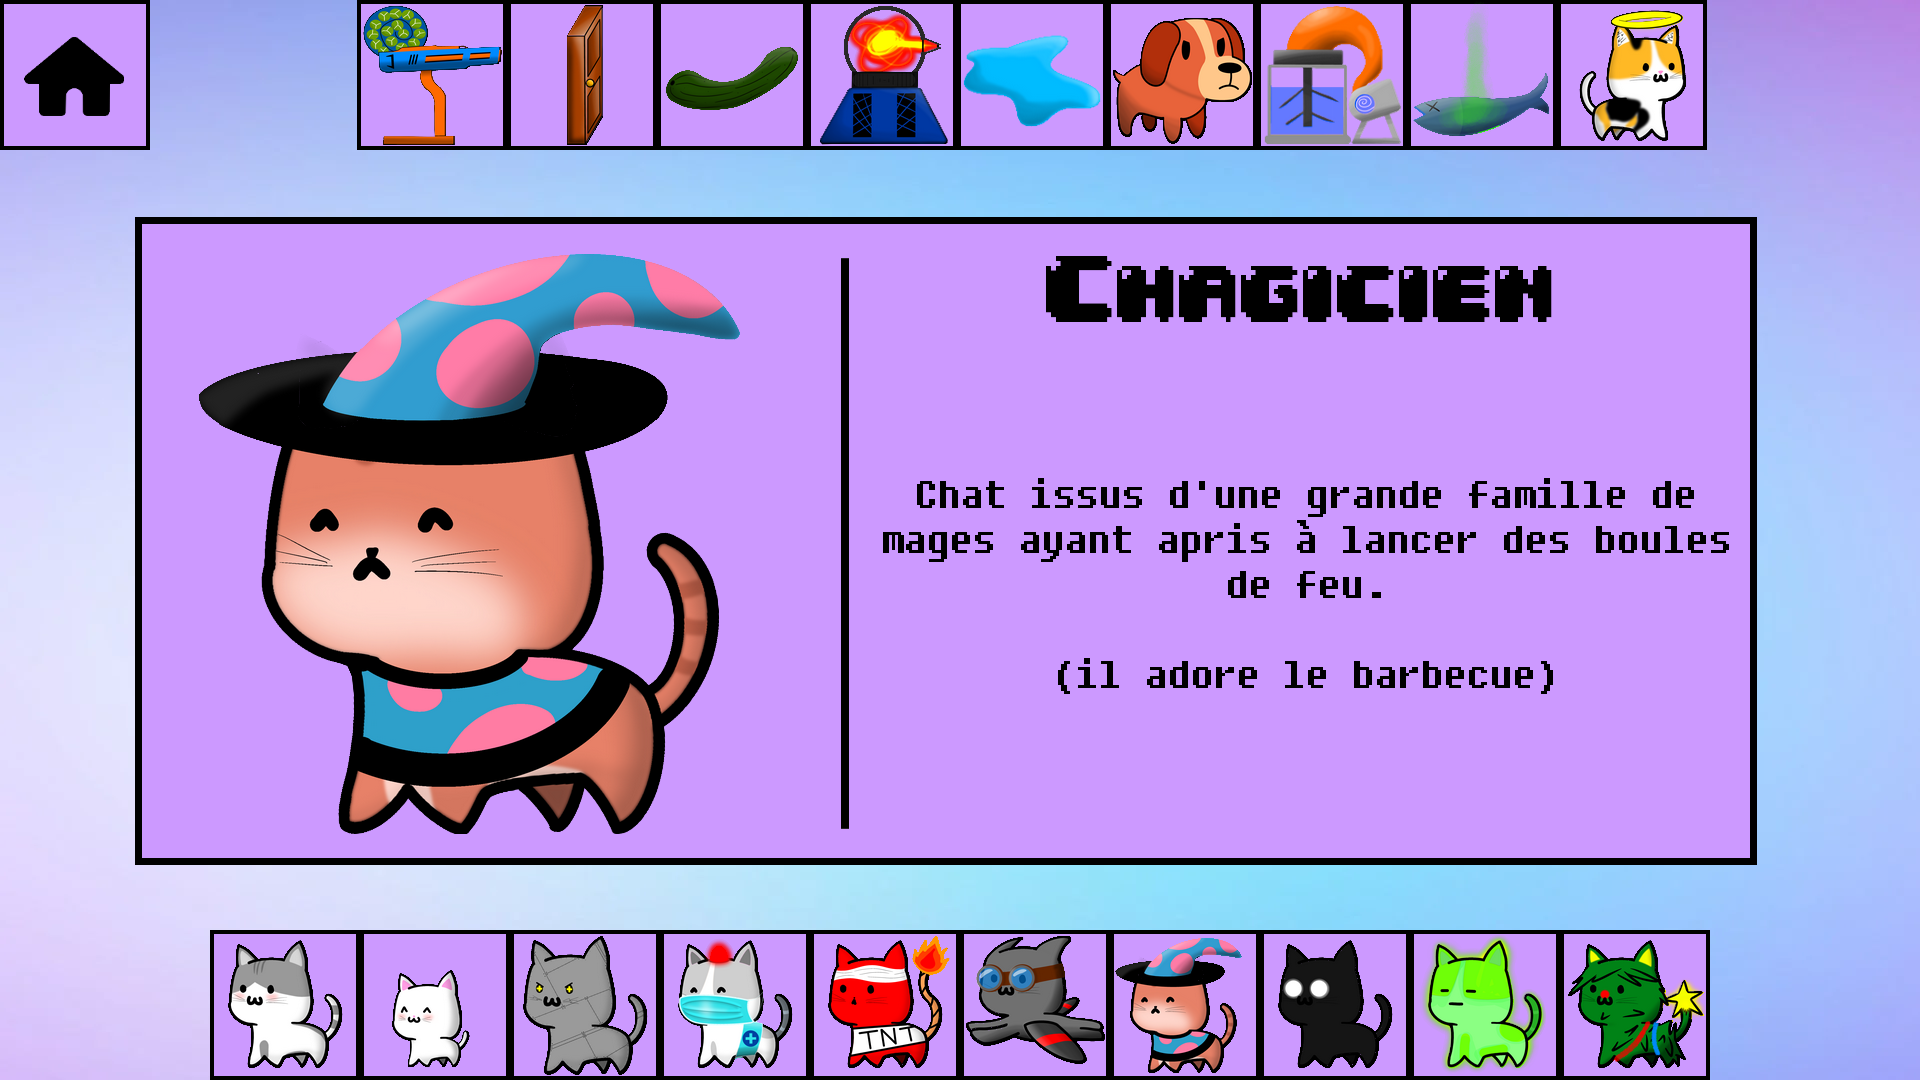 Chagicien
Chat issus d'une grande famille de
mages ayant apris à lancer des boules
de feu.
(il adore le barbecue)
TNT